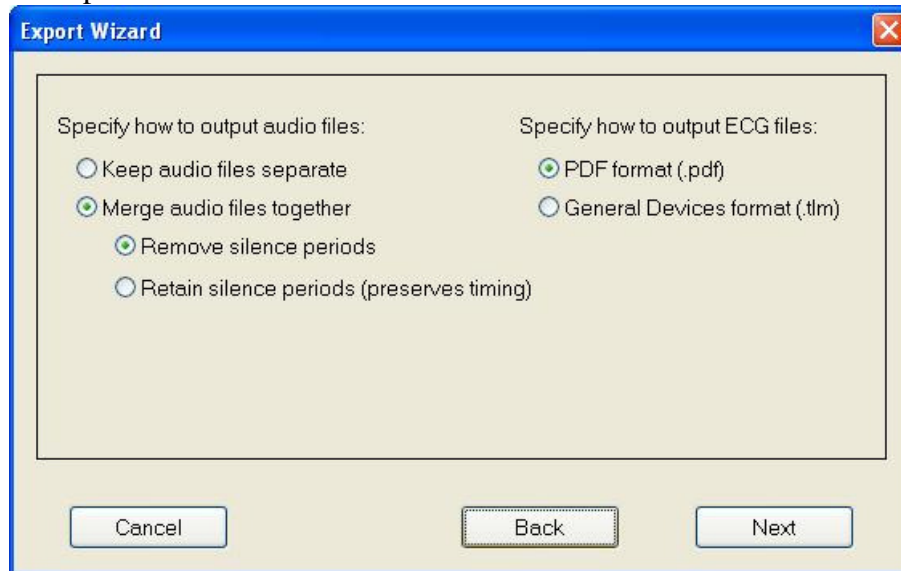 Export Wizard
Specify how to output audio files:
Keep audio files separate
Merge audio files together
Remove silence periods
Retain silence periods (preserves timing)
Specify how to output ECG files:
PDF format (.pdf)
General Devices format (.tlm)
Cancel
Back
Next